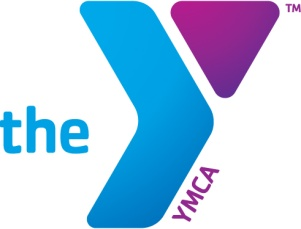 the Y ™
YMCA